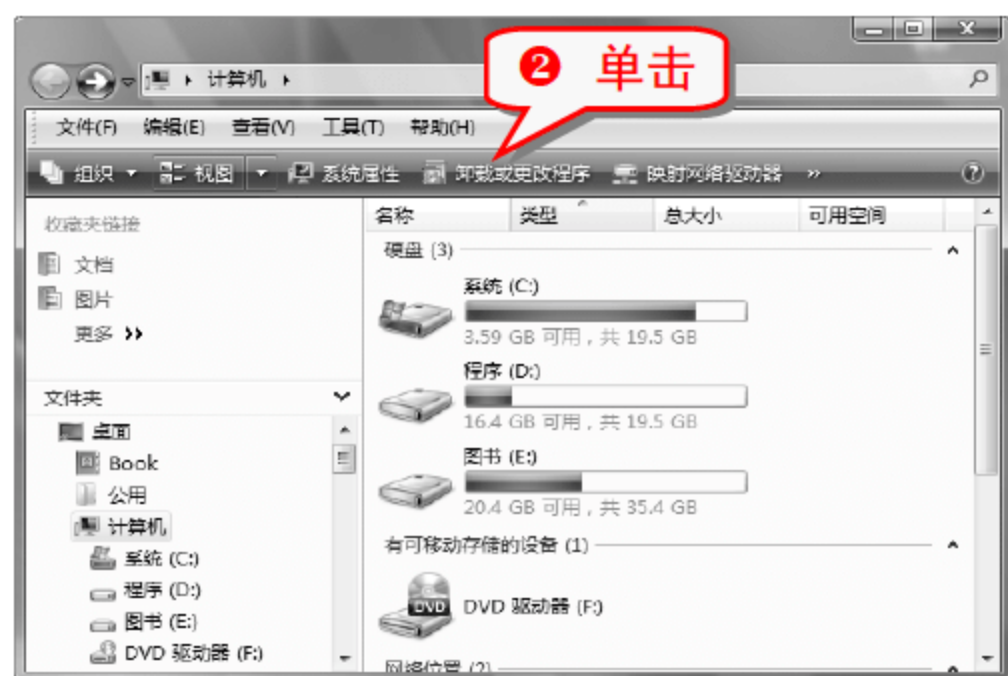 ❷ 单击
计算机
文件(F) 编辑(E) 查看(V) 工具(T) 帮助(H)
组织 视图 系统属性 卸载或更改程序 映射网络驱动器 »
收藏夹链接
文档
图片
更多 »
文件夹
桌面
Book
公用
计算机
系统 (C:)
程序 (D:)
图书 (E:)
DVD 驱动器 (F:)
名称 类型 总大小 可用空间
硬盘 (3)
系统 (C:)
3.59 GB 可用，共 19.5 GB
程序 (D:)
16.4 GB 可用，共 19.5 GB
图书 (E:)
20.4 GB 可用，共 35.4 GB
有可移动存储的设备 (1)
DVD
DVD 驱动器 (F:)
网络位置 (2)